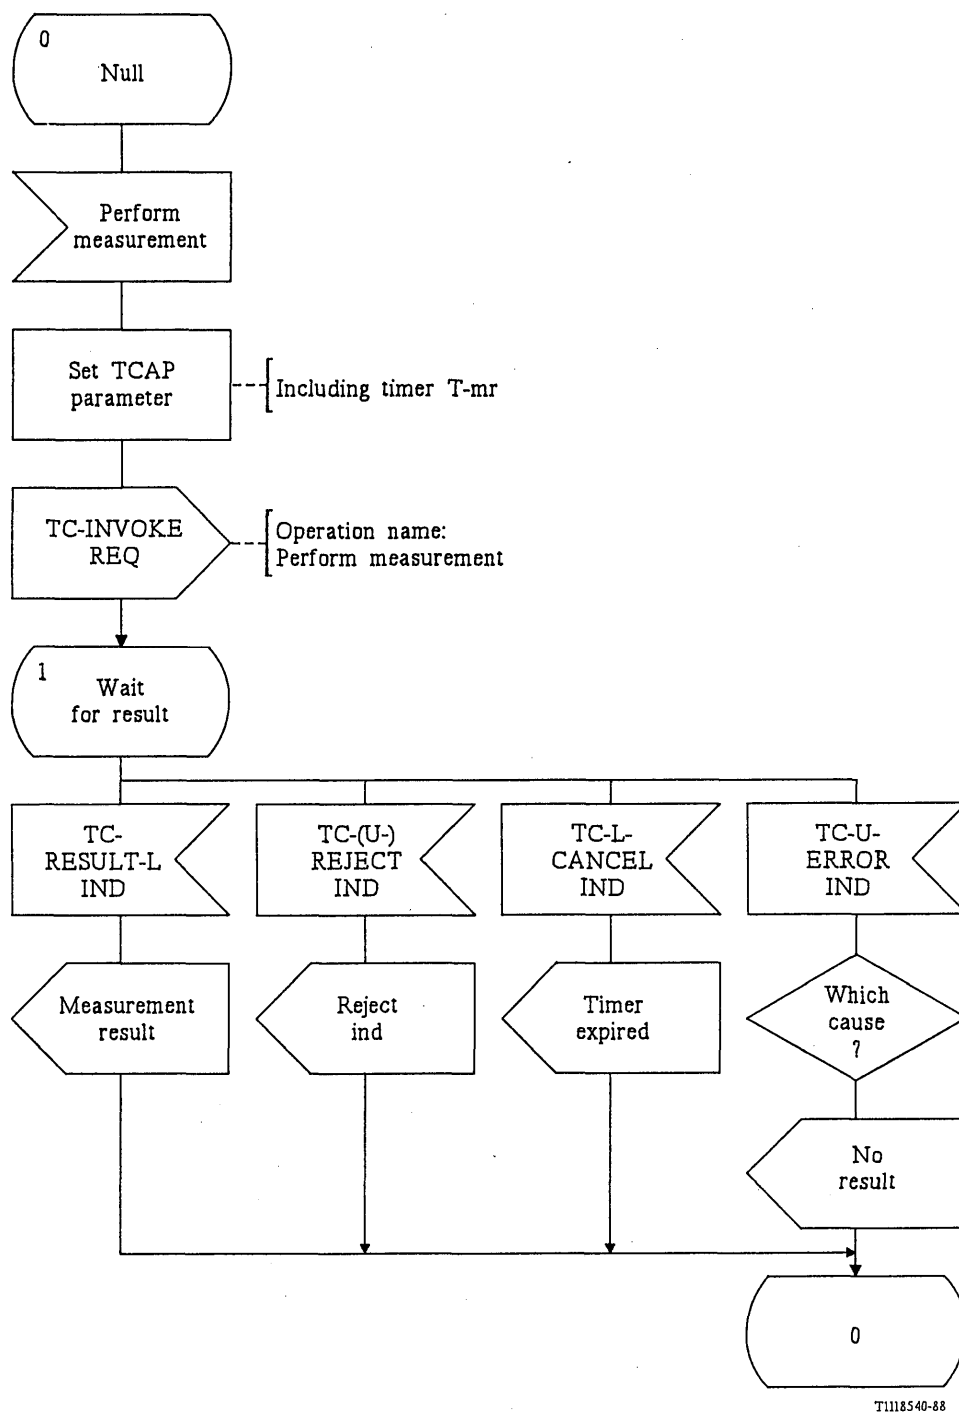 0
Null
Perform
measurement
Set TCAP
parameter
Including timer T-mr
TC-INVOKE
REQ
Operation name:
Perform measurement
1
Wait
for result
TC-
RESULT-L
IND
TC-(U-)
REJECT
IND
TC-L-
CANCEL
IND
TC-U-
ERROR
IND
Measurement
result
Reject
ind
Timer
expired
Which
cause
?
No
result
0
T1118540-88